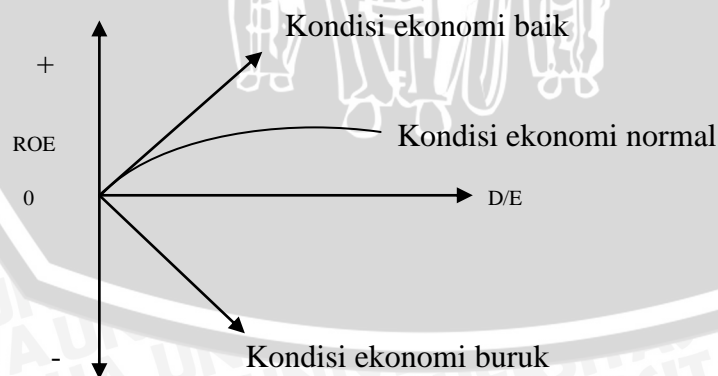 Kondisi ekonomi baik
+
Kondisi ekonomi normal
ROE
0
D/E
-
Kondisi ekonomi buruk